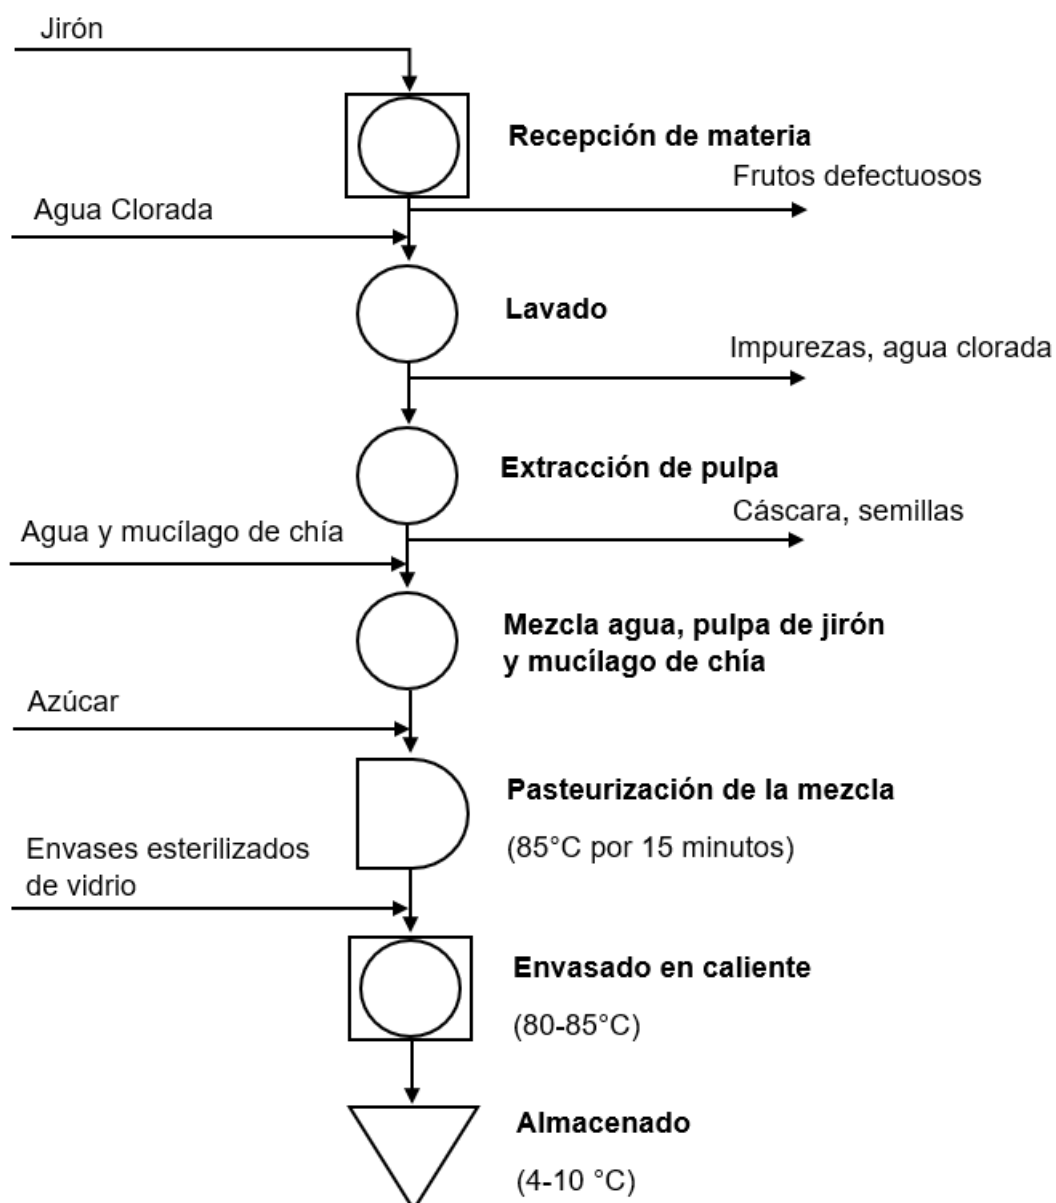 Jirón
Recepción de materia
Frutos defectuosos
Agua Clorada
Lavado
Impurezas, agua clorada
Extracción de pulpa
Cáscara, semillas
Agua y mucílago de chía
Mezcla agua, pulpa de jirón
y mucílago de chía
Azúcar
Pasteurización de la mezcla
(85°C por 15 minutos)
Envases esterilizados
de vidrio
Envasado en caliente
(80-85°C)
Almacenado
(4-10 °C)